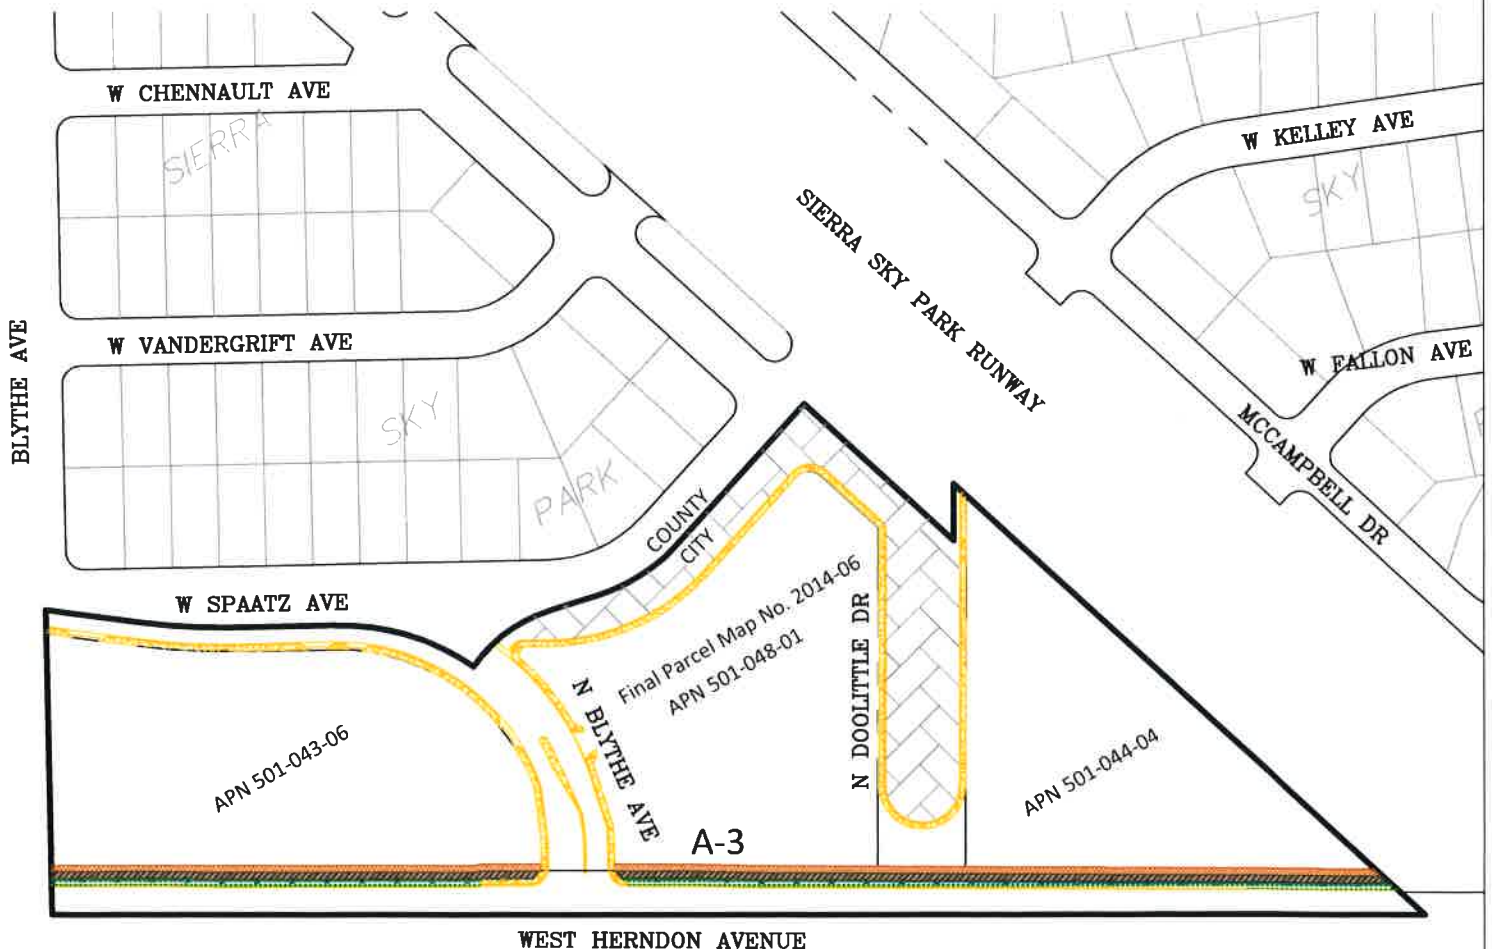 W CHENNAULT AVE
SIERRA
W KELLEY AVE
SKY
SIERRA SKY PARK RUNWAY
BLYTHE AVE
W VANDERGRIFT AVE
W FALLON AVE
SKY
MCCAMPBELL DR
PARK
COUNTY
CITY
W SPAATZ AVE
Final Parcel Map No. 2014-06
APN 501-048-01
N DOOLITTLE DR
N BLYTHE AVE
APN 501-043-06
APN 501-044-04
A-3
WEST HERNDON AVENUE